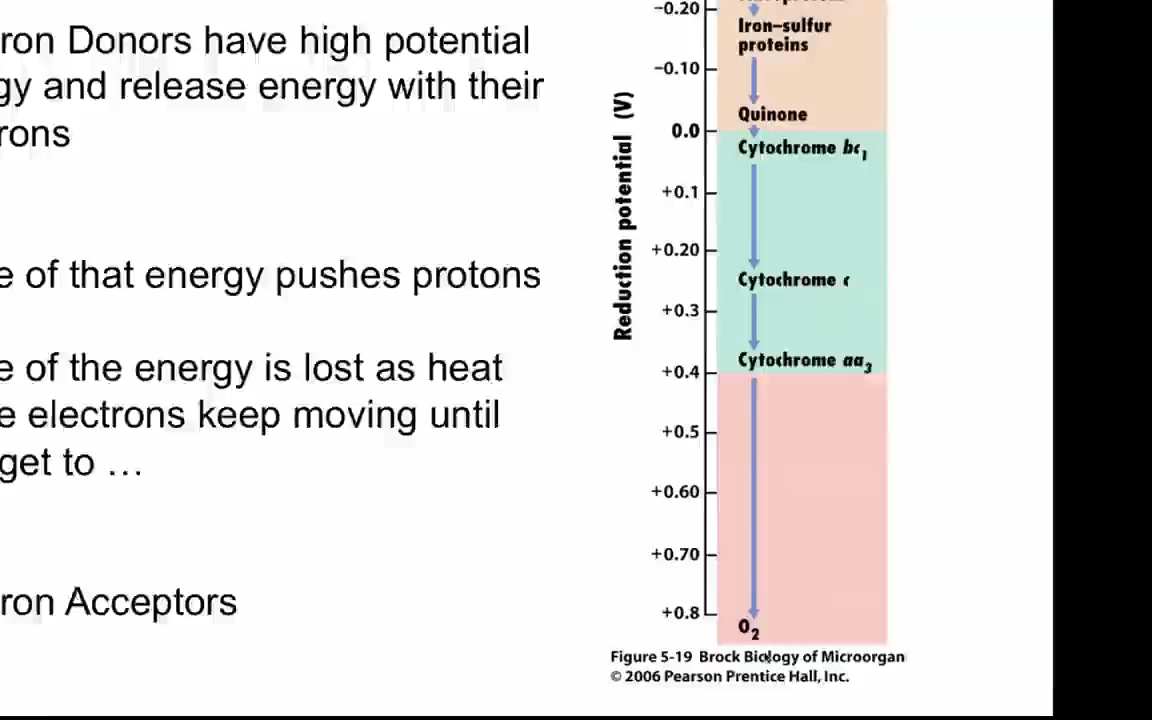 ron Donors have high potential
gy and release energy with their
rons
e of that energy pushes protons
e of the energy is lost as heat
e electrons keep moving until
get to …
ron Acceptors
Reduction potential (V)
−0.20
−0.10
0.0
+0.1
+0.20
+0.3
+0.4
+0.5
+0.60
+0.70
+0.8
Iron–sulfur
proteins
Quinone
Cytochrome bc1
Cytochrome c
Cytochrome aa3
O2
Figure 5-19 Brock Biology of Microorgan
© 2006 Pearson Prentice Hall, Inc.